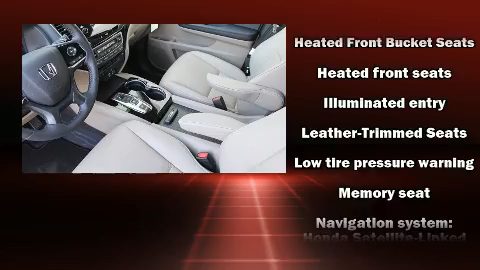 Heated Front Bucket Seats
Heated front seats
Illuminated entry
Leather-Trimmed Seats
Low tire pressure warning
Memory seat
Navigation system:
Honda Satellite-Linked